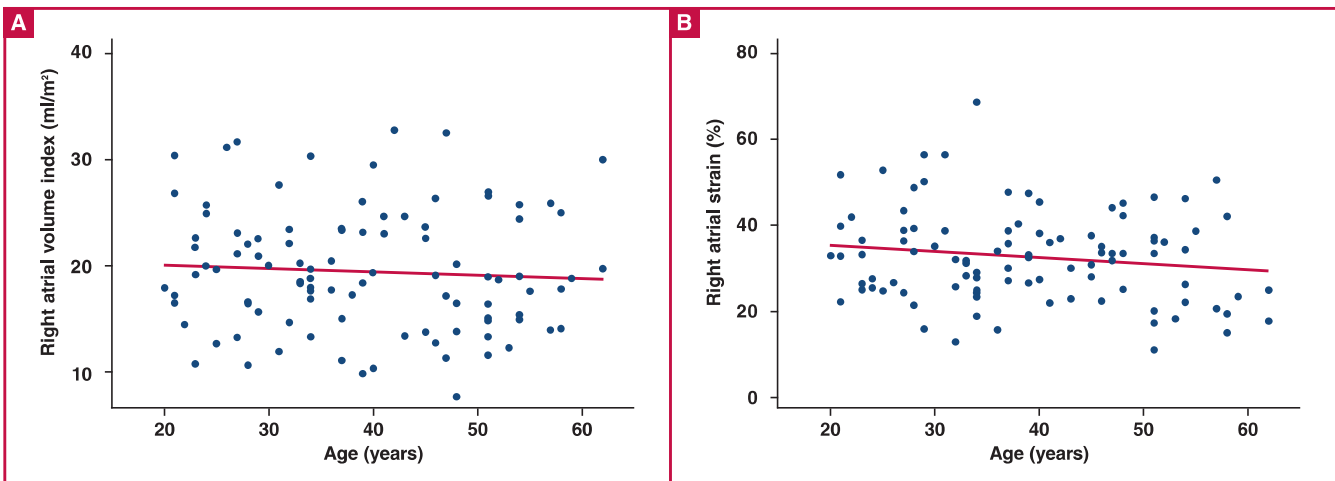 A
Right atrial volume index (ml/m²)
40
30
20
10
20 30 40 50 60
Age (years)
B
Right atrial strain (%)
80
60
40
20
0
20 30 40 50 60
Age (years)